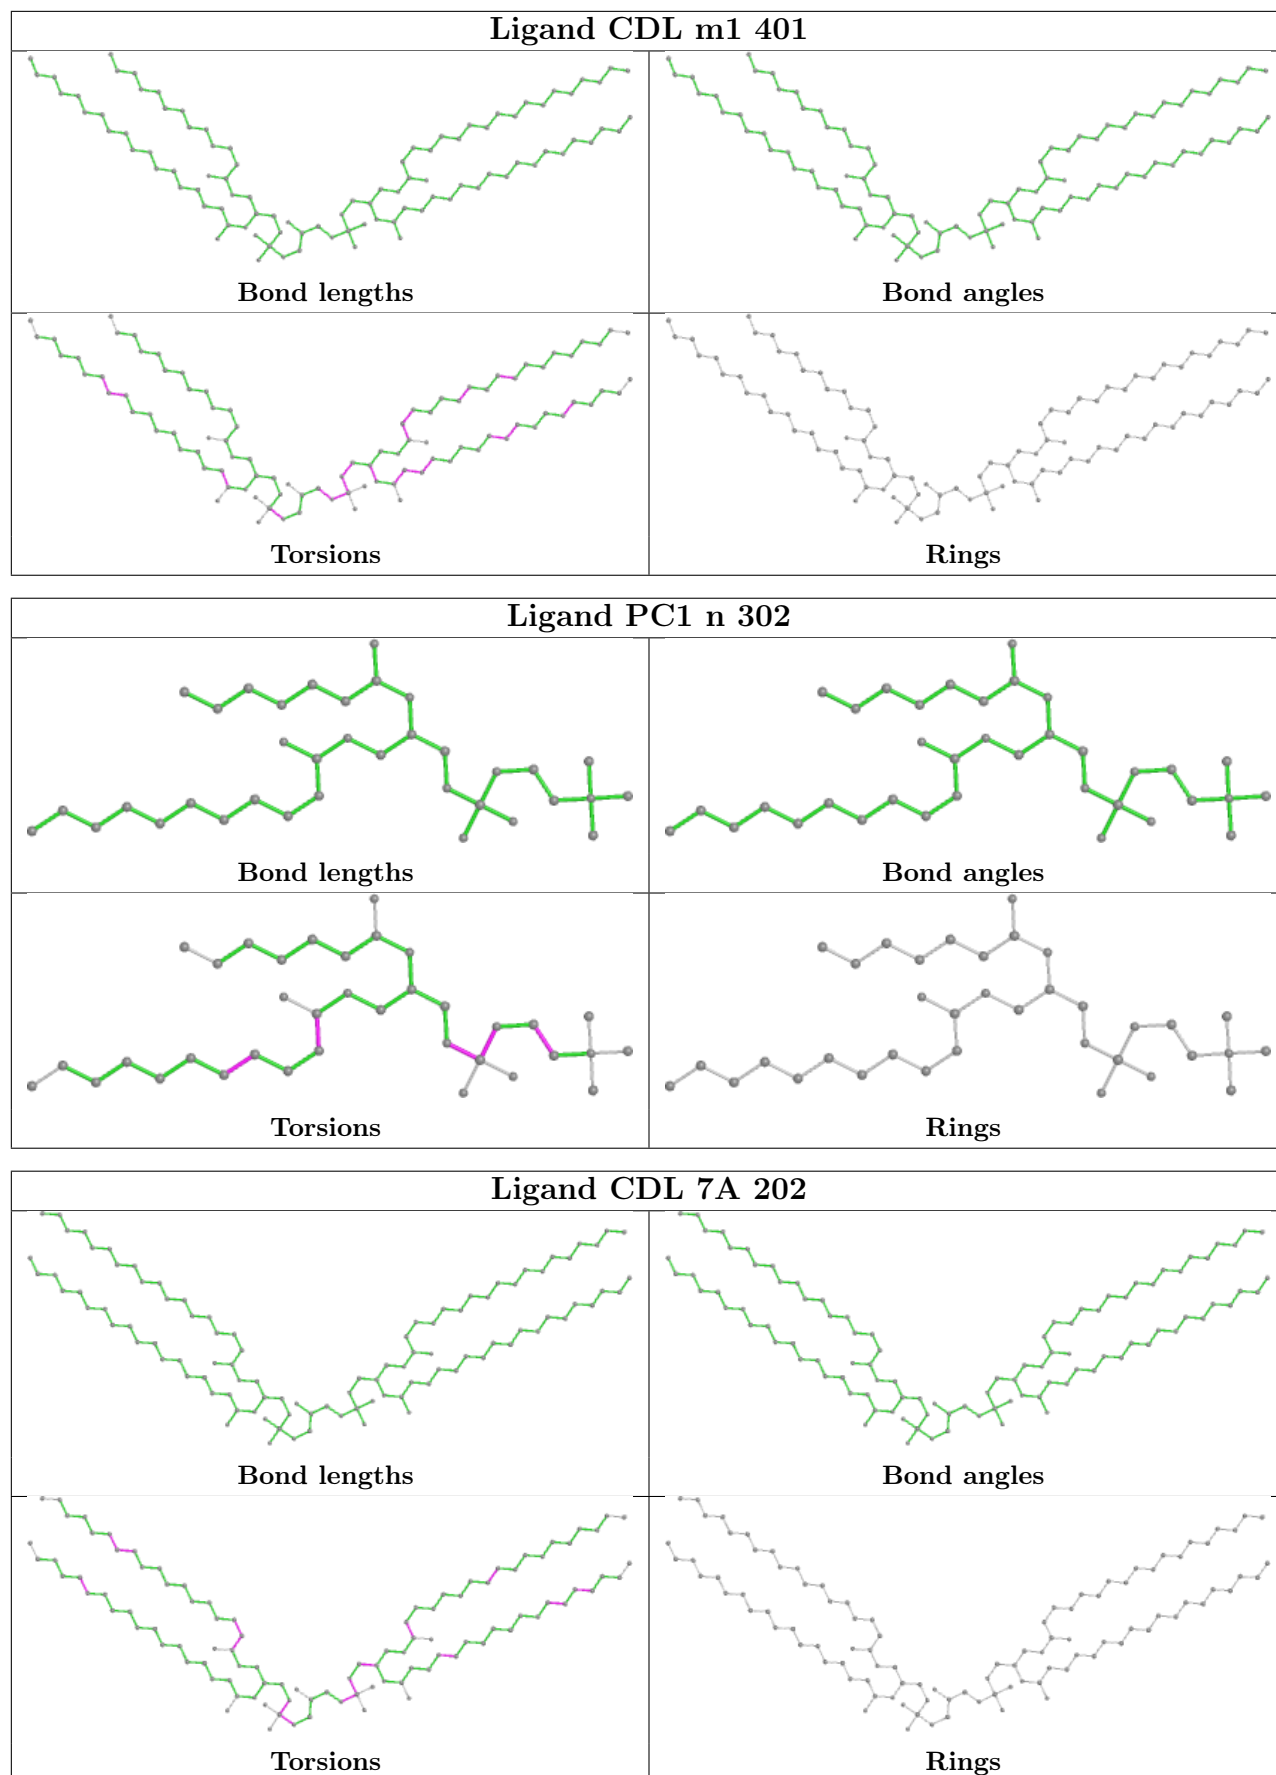 Ligand CDL m1 401
Bond lengths
Bond angles
Torsions
Rings
Ligand PC1 n 302
Bond lengths
Bond angles
Torsions
Rings
Ligand CDL 7A 202
Bond lengths
Bond angles
Torsions
Rings